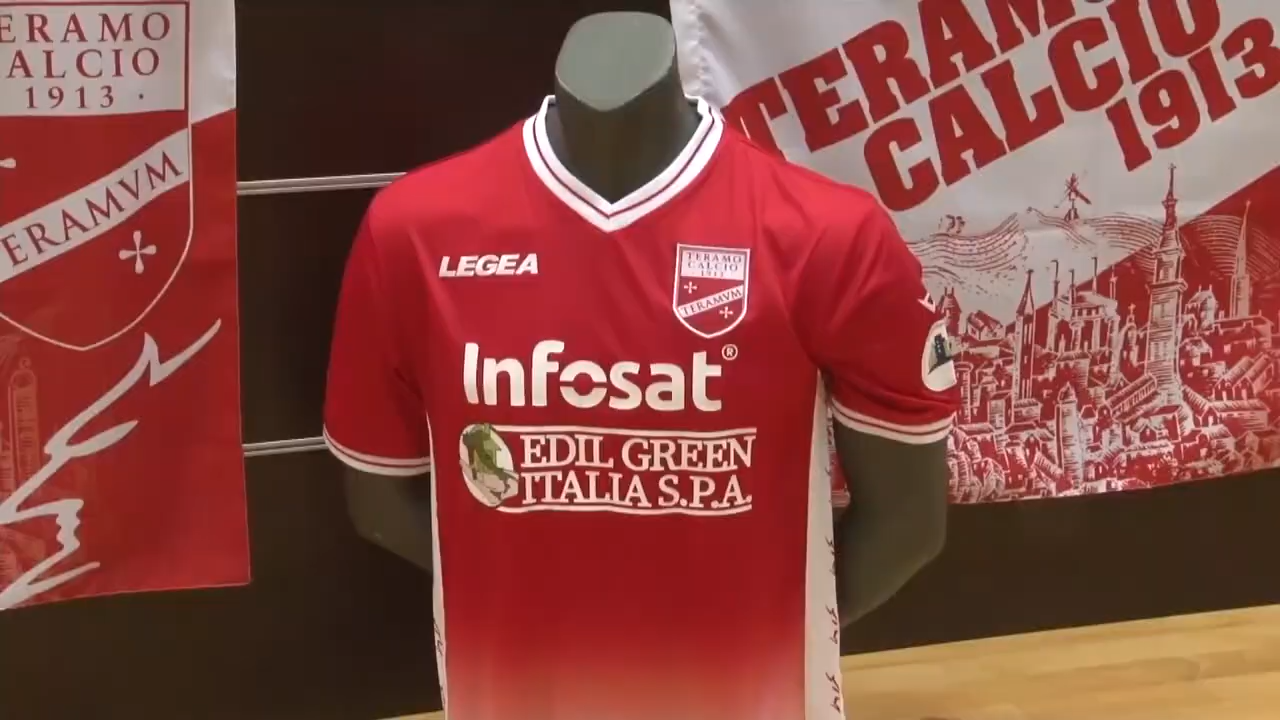 ERAMO
ALCIO
1913 ·
ERAMVM
TERAMO
CALCIO
1913
LEGEA
TERAMO
CALCIO
1913
TERAMVM
Infosat®
EDIL GREEN
ITALIA S.P.A.